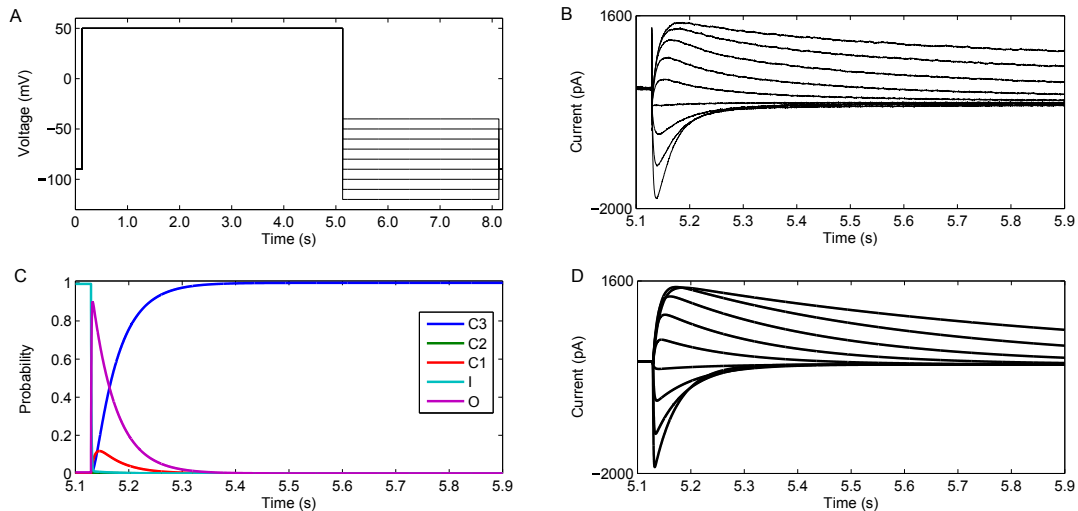 A
Voltage (mV)
50
0
−50
−100
0
1.0
2.0
3.0
4.0
5.0
6.0
7.0
8.0
Time (s)
B
Current (pA)
1600
−2000
5.1
5.2
5.3
5.4
5.5
5.6
5.7
5.8
5.9
Time (s)
C
Probability
1
0.8
0.6
0.4
0.2
0
C3
C2
C1
I
O
5.1
5.2
5.3
5.4
5.5
5.6
5.7
5.8
5.9
Time (s)
D
Current (pA)
1600
−2000
5.1
5.2
5.3
5.4
5.5
5.6
5.7
5.8
5.9
Time (s)